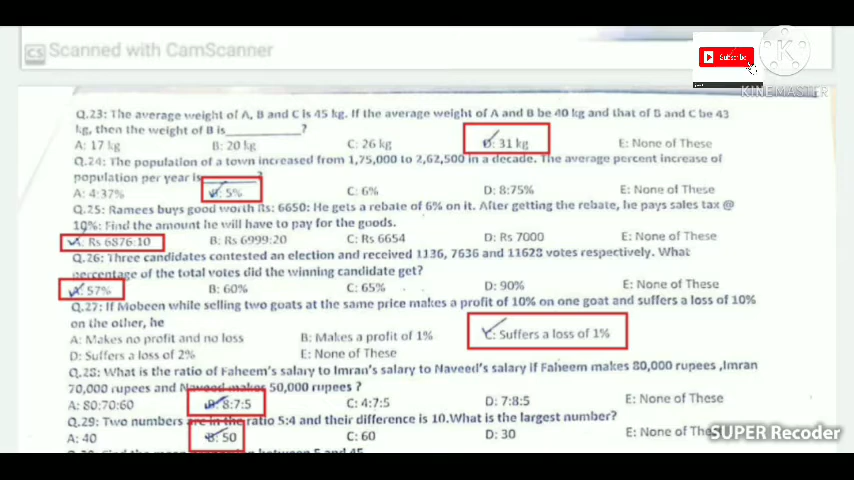 CS Scanned with CamScanner
Subscribe
KINEMASTER
Q.23: The average weight of A, B and C is 45 kg. If the average weight of A and B be 40 kg and that of B and C be 43
kg, then the weight of B is___________?
A: 17 kg B: 20 kg C: 26 kg D: 31 kg E: None of These
Q.24: The population of a town increased from 1,75,000 to 2,62,500 in a decade. The average percent increase of
population per year is ________?
A: 4:37% B: 5% C: 6% D: 8:75% E: None of These
Q.25: Ramees buys good worth Rs: 6650: He gets a rebate of 6% on it. After getting the rebate, he pays sales tax @
10%: Find the amount he will have to pay for the goods.
A: Rs 6876:10 B: Rs 6999:20 C: Rs 6654 D: Rs 7000 E: None of These
Q.26: Three candidates contested an election and received 1136, 7636 and 11628 votes respectively. What
percentage of the total votes did the winning candidate get?
A: 57% B: 60% C: 65% D: 90% E: None of These
Q.27: If Mobeen while selling two goats at the same price makes a profit of 10% on one goat and suffers a loss of 10%
on the other, he
A: Makes no profit and no loss B: Makes a profit of 1% C: Suffers a loss of 1%
D: Suffers a loss of 2% E: None of These
Q.28: What is the ratio of Faheem's salary to Imran's salary to Naveed's salary if Faheem makes 80,000 rupees ,Imran
70,000 rupees and Naveed makes 50,000 rupees ?
A: 80:70:60 B: 8:7:5 C: 4:7:5 D: 7:8:5 E: None of These
Q.29: Two numbers are in the ratio 5:4 and their difference is 10.What is the largest number?
A: 40 B: 50 C: 60 D: 30 E: None of These
SUPER Recorder